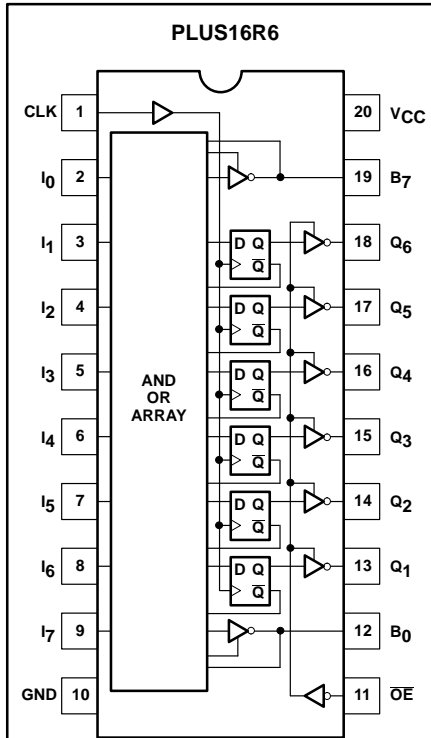 PLUS16R6
CLK 1 20 VCC
I0 2 19 B7
I1 3 D Q Q̅ 18 Q6
I2 4 D Q Q̅ 17 Q5
I3 5 D Q Q̅ 16 Q4
AND
OR
ARRAY
I4 6 D Q Q̅ 15 Q3
I5 7 D Q Q̅ 14 Q2
I6 8 D Q Q̅ 13 Q1
I7 9 12 B0
GND 10 11 O̅E̅